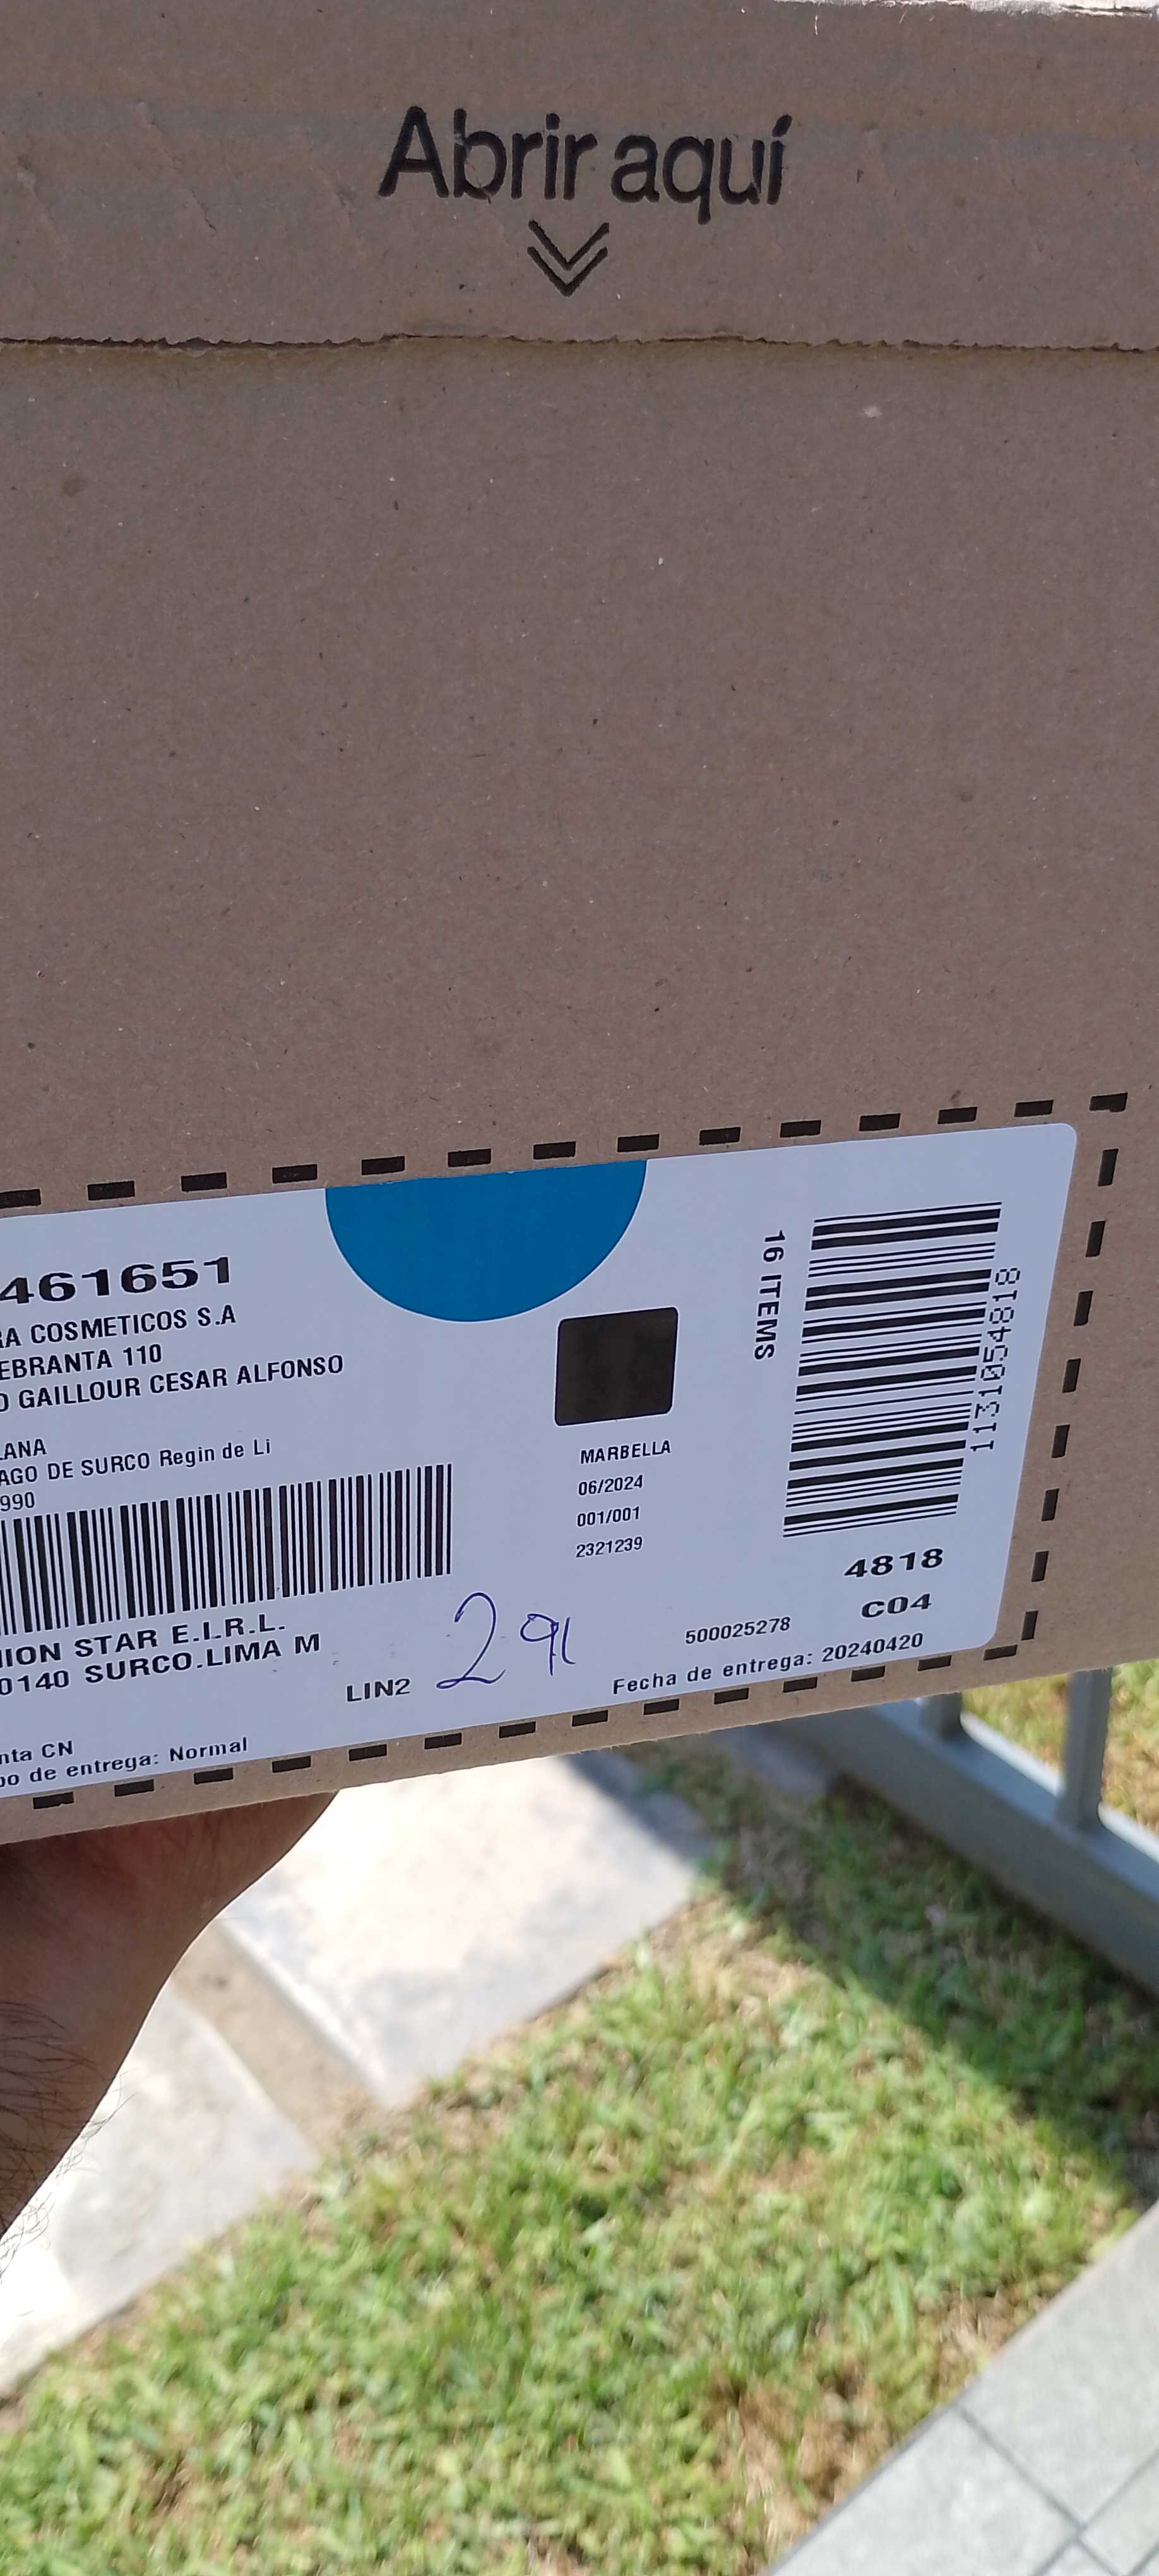 Abrir aquí
461651
RA COSMETICOS S.A
EBRANTA 110
O GAILLOUR CESAR ALFONSO
LANA
AGO DE SURCO Regin de Li
990
ION STAR E.I.R.L.
0140 SURCO.LIMA M
LIN2
291
nta CN
po de entrega: Normal
MARBELLA
06/2024
001/001
2321239
16 ITEMS
1131054818
4818
C04
500025278
Fecha de entrega: 20240420